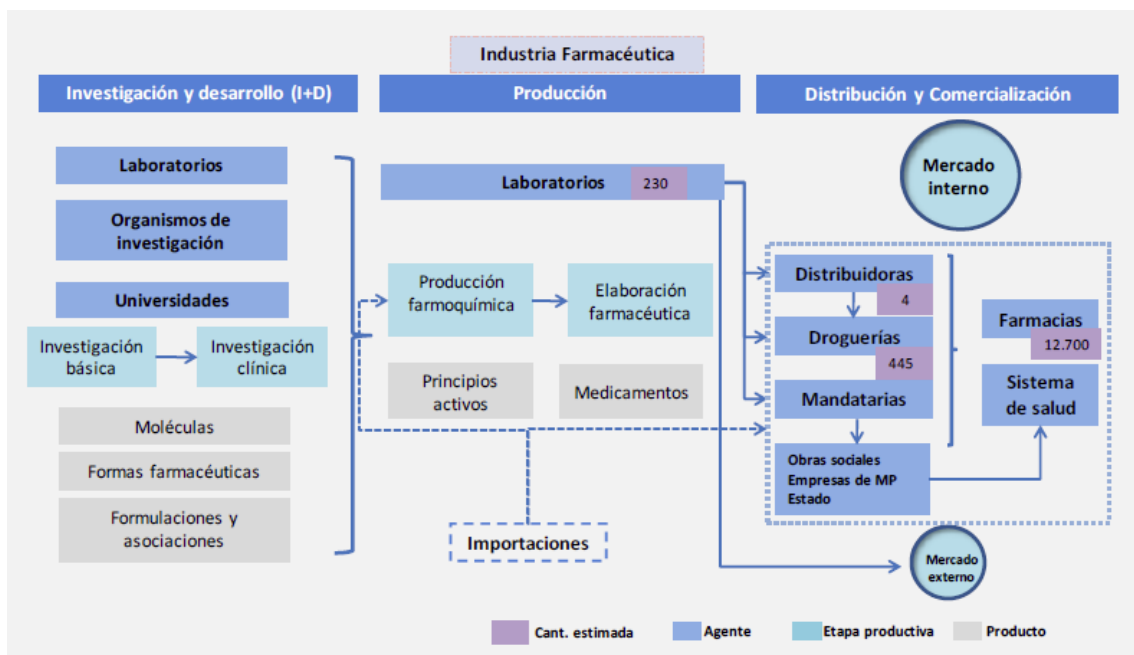 Industria Farmacéutica
Investigación y desarrollo (I+D)
Producción
Distribución y Comercialización
Laboratorios
Organismos de
investigación
Universidades
Investigación
básica
Investigación
clínica
Moléculas
Formas farmacéuticas
Formulaciones y
asociaciones
Laboratorios
230
Producción
farmoquímica
Elaboración
farmacéutica
Principios
activos
Medicamentos
Importaciones
Mercado
interno
Distribuidoras
4
Droguerías
445
Mandatarias
Obras sociales
Empresas de MP
Estado
Farmacias
12.700
Sistema
de salud
Mercado
externo
Cant. estimada
Agente
Etapa productiva
Producto